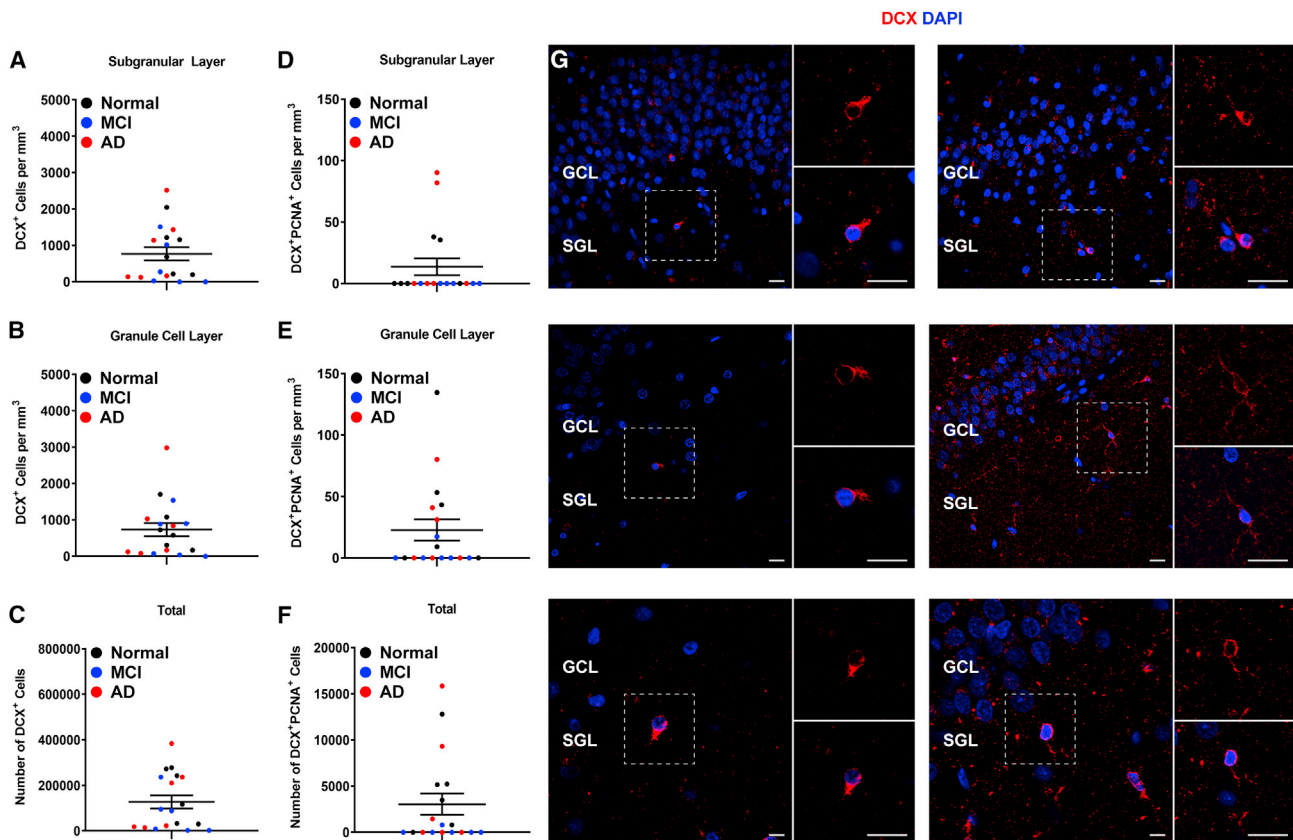 DCX DAPI
A
Subgranular Layer
DCX⁺ Cells per mm³
5000
4000
3000
2000
1000
0
Normal
MCI
AD
D
Subgranular Layer
DCX⁺PCNA⁺ Cells per mm³
150
100
50
0
Normal
MCI
AD
G
GCL
SGL
GCL
SGL
B
Granule Cell Layer
DCX⁺ Cells per mm³
5000
4000
3000
2000
1000
0
Normal
MCI
AD
E
Granule Cell Layer
DCX⁺PCNA⁺ Cells per mm³
150
100
50
0
Normal
MCI
AD
GCL
SGL
GCL
SGL
C
Total
Number of DCX⁺ Cells
800000
600000
400000
200000
0
Normal
MCI
AD
F
Total
Number of DCX⁺PCNA⁺ Cells
20000
15000
10000
5000
0
Normal
MCI
AD
GCL
SGL
GCL
SGL